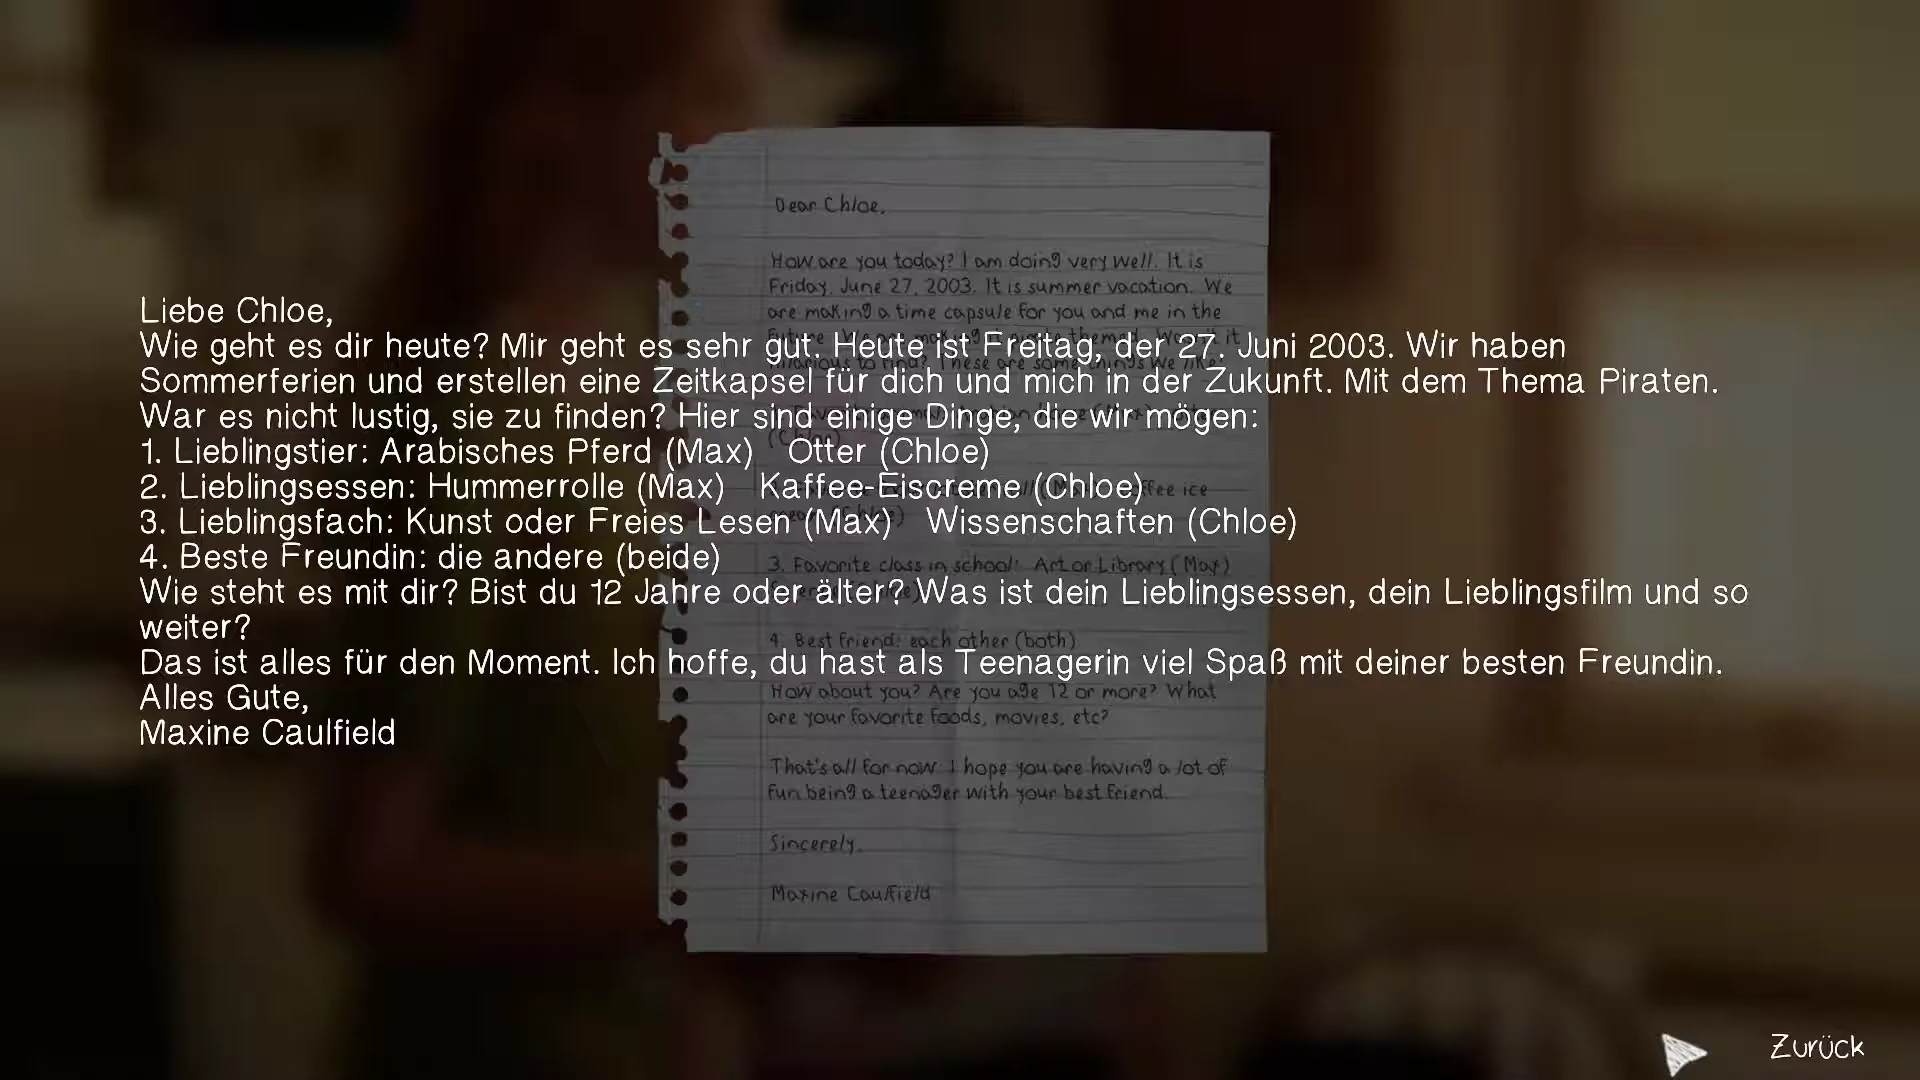 Liebe Chloe,
Wie geht es dir heute? Mir geht es sehr gut. Heute ist Freitag, der 27. Juni 2003. Wir haben
Sommerferien und erstellen eine Zeitkapsel für dich und mich in der Zukunft. Mit dem Thema Piraten.
War es nicht lustig, sie zu finden? Hier sind einige Dinge, die wir mögen:
1. Lieblingstier: Arabisches Pferd (Max) Otter (Chloe)
2. Lieblingsessen: Hummerrolle (Max) Kaffee-Eiscreme (Chloe)
3. Lieblingsfach: Kunst oder Freies Lesen (Max) Wissenschaften (Chloe)
4. Beste Freundin: die andere (beide)
Wie steht es mit dir? Bist du 12 Jahre oder älter? Was ist dein Lieblingsessen, dein Lieblingsfilm und so
weiter?
Das ist alles für den Moment. Ich hoffe, du hast als Teenagerin viel Spaß mit deiner besten Freundin.
Alles Gute,
Maxine Caulfield
Dear Chloe,
How are you today? I am doing very well. It is
Friday, June 27, 2003. It is summer vacation. We
are making a time capsule for you and me in the
3. Favorite class in school: Art or Library (Max)
4. Best friend: each other (both)
How about you? Are you age 12 or more? What
are your favorite foods, movies, etc?
That's all for now. I hope you are having a lot of
fun being a teenager with your best friend.
Sincerely,
Maxine Caulfield
Zurück